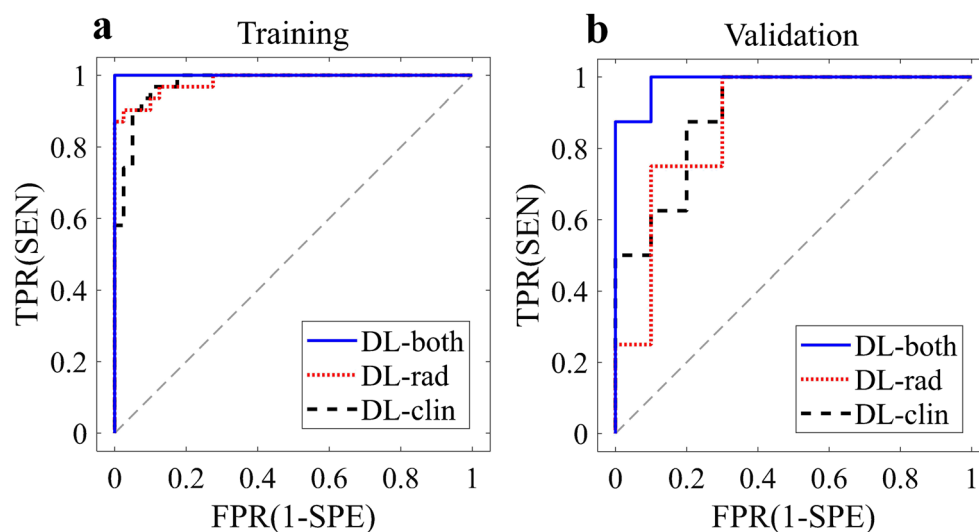 a
Training
1
0.8
0.6
0.4
0.2
0
TPR(SEN)
DL-both
DL-rad
DL-clin
0 0.2 0.4 0.6 0.8 1
FPR(1-SPE)
b
Validation
1
0.8
0.6
0.4
0.2
0
TPR(SEN)
DL-both
DL-rad
DL-clin
0 0.2 0.4 0.6 0.8 1
FPR(1-SPE)